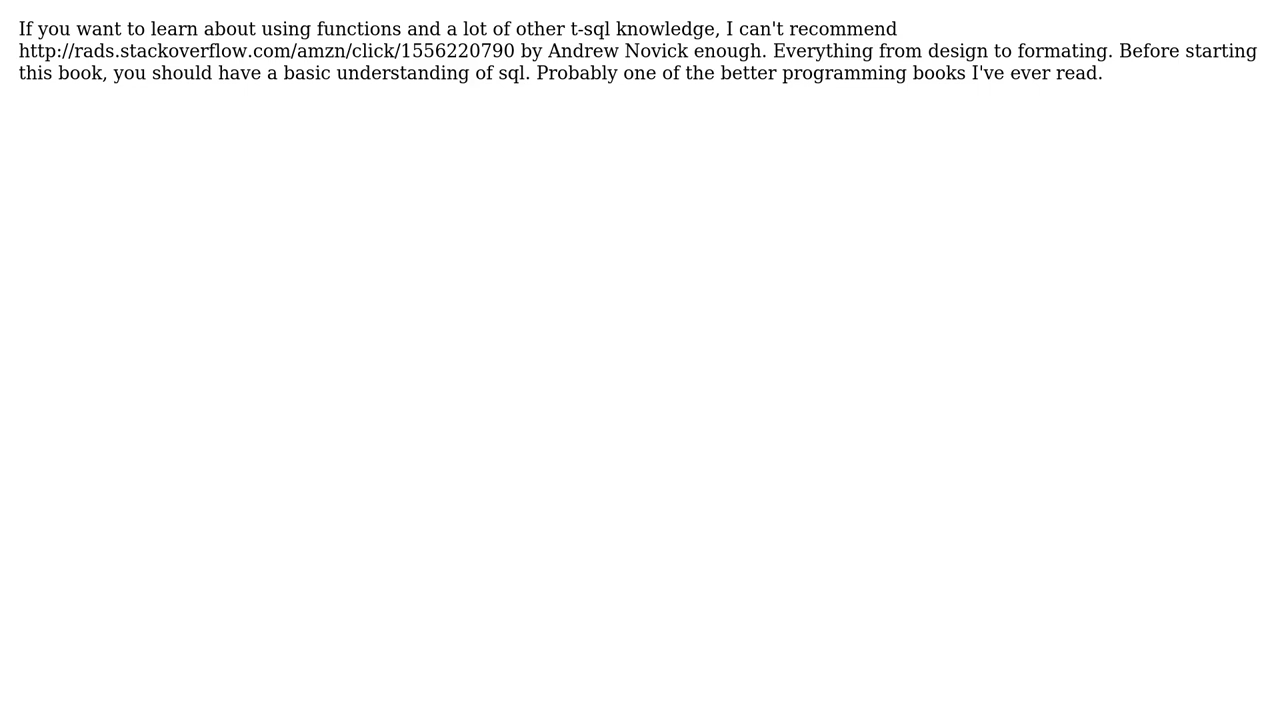 If you want to learn about using functions and a lot of other t-sql knowledge, I can't recommend
http://rads.stackoverflow.com/amzn/click/1556220790 by Andrew Novick enough. Everything from design to formating. Before starting
this book, you should have a basic understanding of sql. Probably one of the better programming books I've ever read.